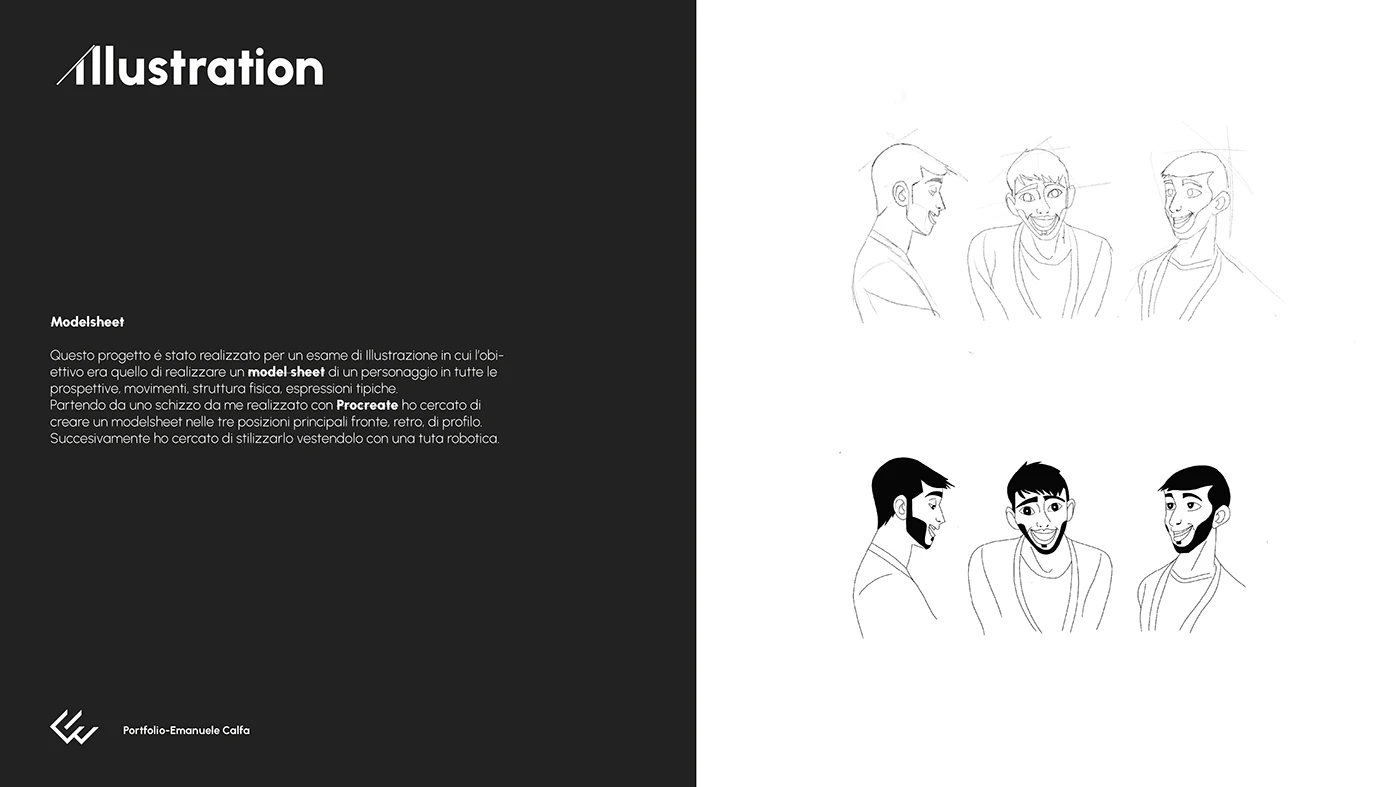 Illustration
Modelsheet
Questo progetto é stato realizzato per un esame di Illustrazione in cui l'obi-
ettivo era quello di realizzare un model sheet di un personaggio in tutte le
prospettive, movimenti, struttura fisica, espressioni tipiche.
Partendo da uno schizzo da me realizzato con Procreate ho cercato di
creare un modelsheet nelle tre posizioni principali fronte, retro, di profilo.
Succesivamente ho cercato di stilizzarlo vestendolo con una tuta robotica.
Portfolio-Emanuele Calfa